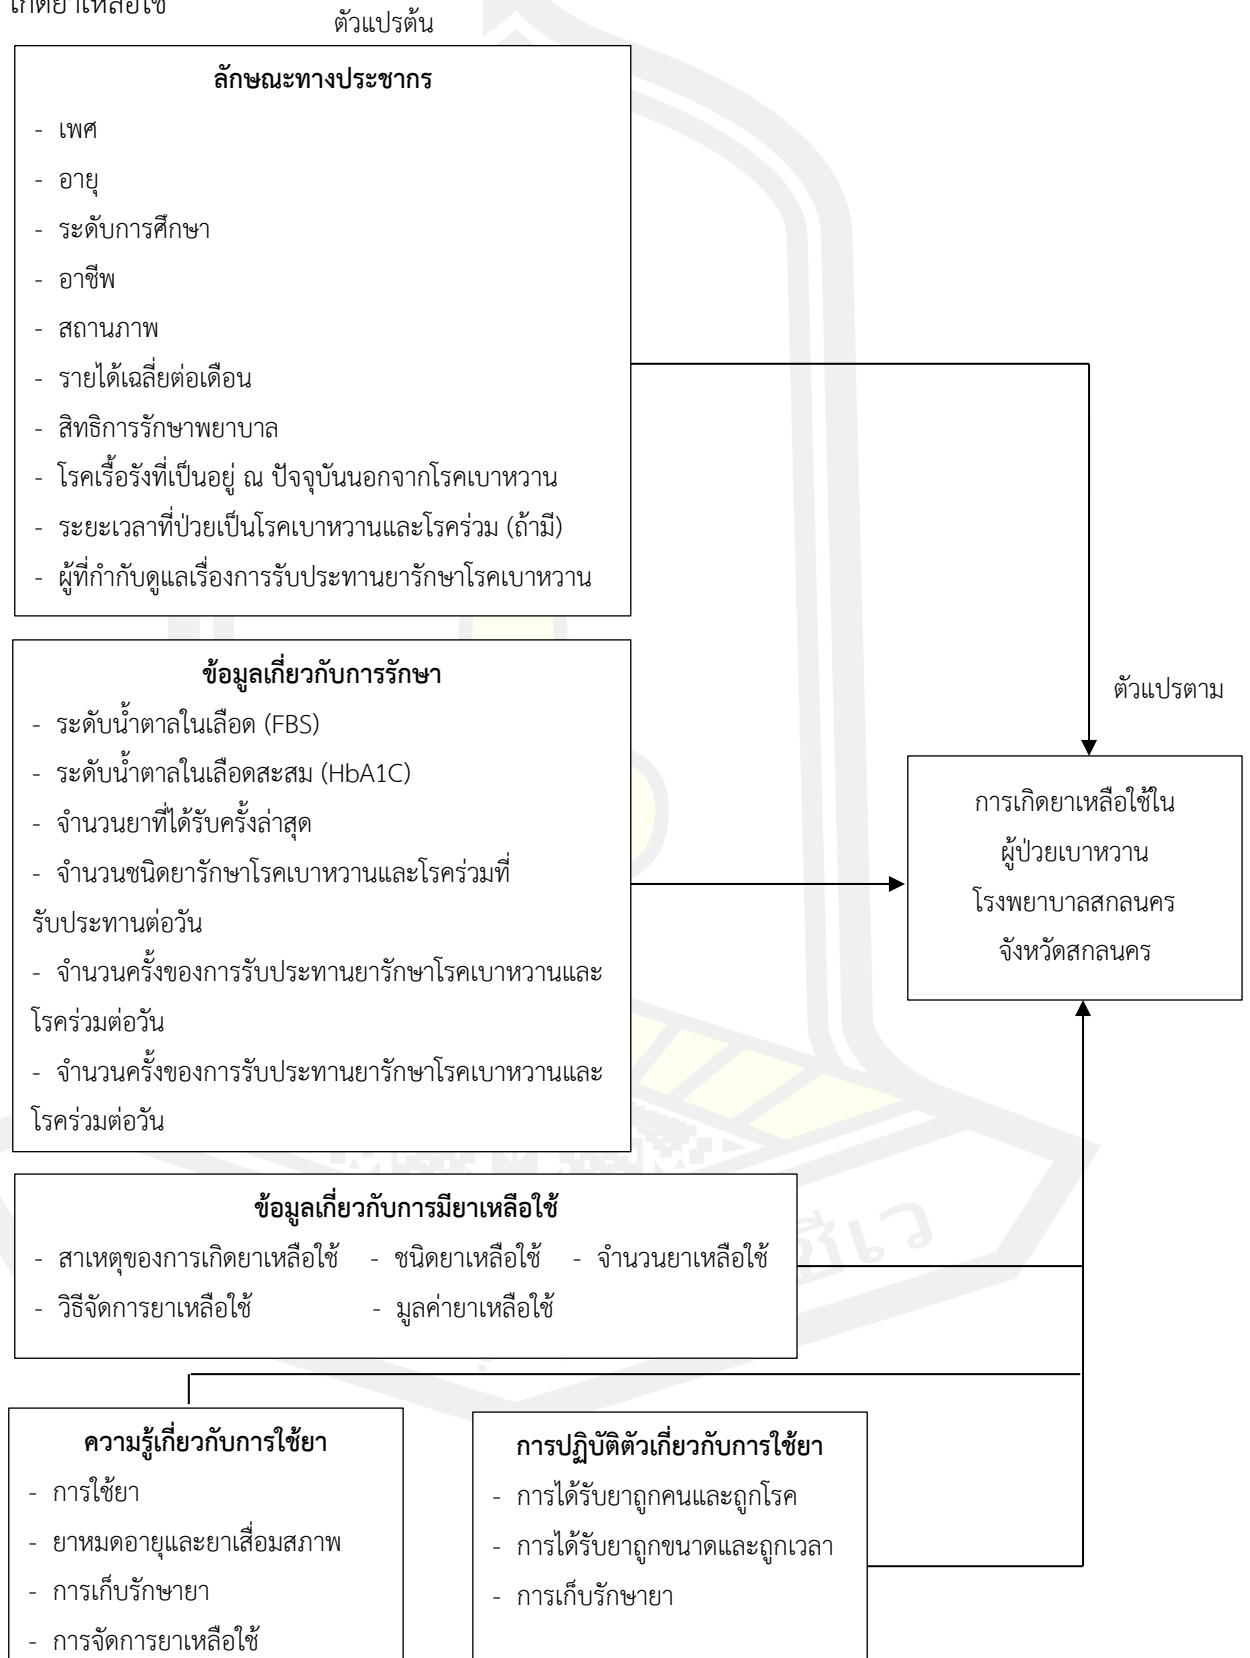 เกิดยาเหลือใช้
ตัวแปรต้น
ลักษณะทางประชากร
- เพศ
- อายุ
- ระดับการศึกษา
- อาชีพ
- สถานภาพ
- รายได้เฉลี่ยต่อเดือน
- สิทธิการรักษาพยาบาล
- โรคเรื้อรังที่เป็นอยู่ ณ ปัจจุบันนอกจากโรคเบาหวาน
- ระยะเวลาที่ป่วยเป็นโรคเบาหวานและโรคร่วม (ถ้ามี)
- ผู้ที่กำกับดูแลเรื่องการรับประทานยารักษาโรคเบาหวาน
ข้อมูลเกี่ยวกับการรักษา
- ระดับน้ำตาลในเลือด (FBS)
- ระดับน้ำตาลในเลือดสะสม (HbA1C)
- จำนวนยาที่ได้รับครั้งล่าสุด
- จำนวนชนิดยารักษาโรคเบาหวานและโรคร่วมที่
รับประทานต่อวัน
- จำนวนครั้งของการรับประทานยารักษาโรคเบาหวานและ
โรคร่วมต่อวัน
- จำนวนครั้งของการรับประทานยารักษาโรคเบาหวานและ
โรคร่วมต่อวัน
ตัวแปรตาม
การเกิดยาเหลือใช้ใน
ผู้ป่วยเบาหวาน
โรงพยาบาลสกลนคร
จังหวัดสกลนคร
ข้อมูลเกี่ยวกับการมียาเหลือใช้
- สาเหตุของการเกิดยาเหลือใช้ - ชนิดยาเหลือใช้ - จำนวนยาเหลือใช้
- วิธีจัดการยาเหลือใช้ - มูลค่ายาเหลือใช้
ความรู้เกี่ยวกับการใช้ยา
- การใช้ยา
- ยาหมดอายุและยาเสื่อมสภาพ
- การเก็บรักษายา
- การจัดการยาเหลือใช้
การปฏิบัติตัวเกี่ยวกับการใช้ยา
- การได้รับยาถูกคนและถูกโรค
- การได้รับยาถูกขนาดและถูกเวลา
- การเก็บรักษายา